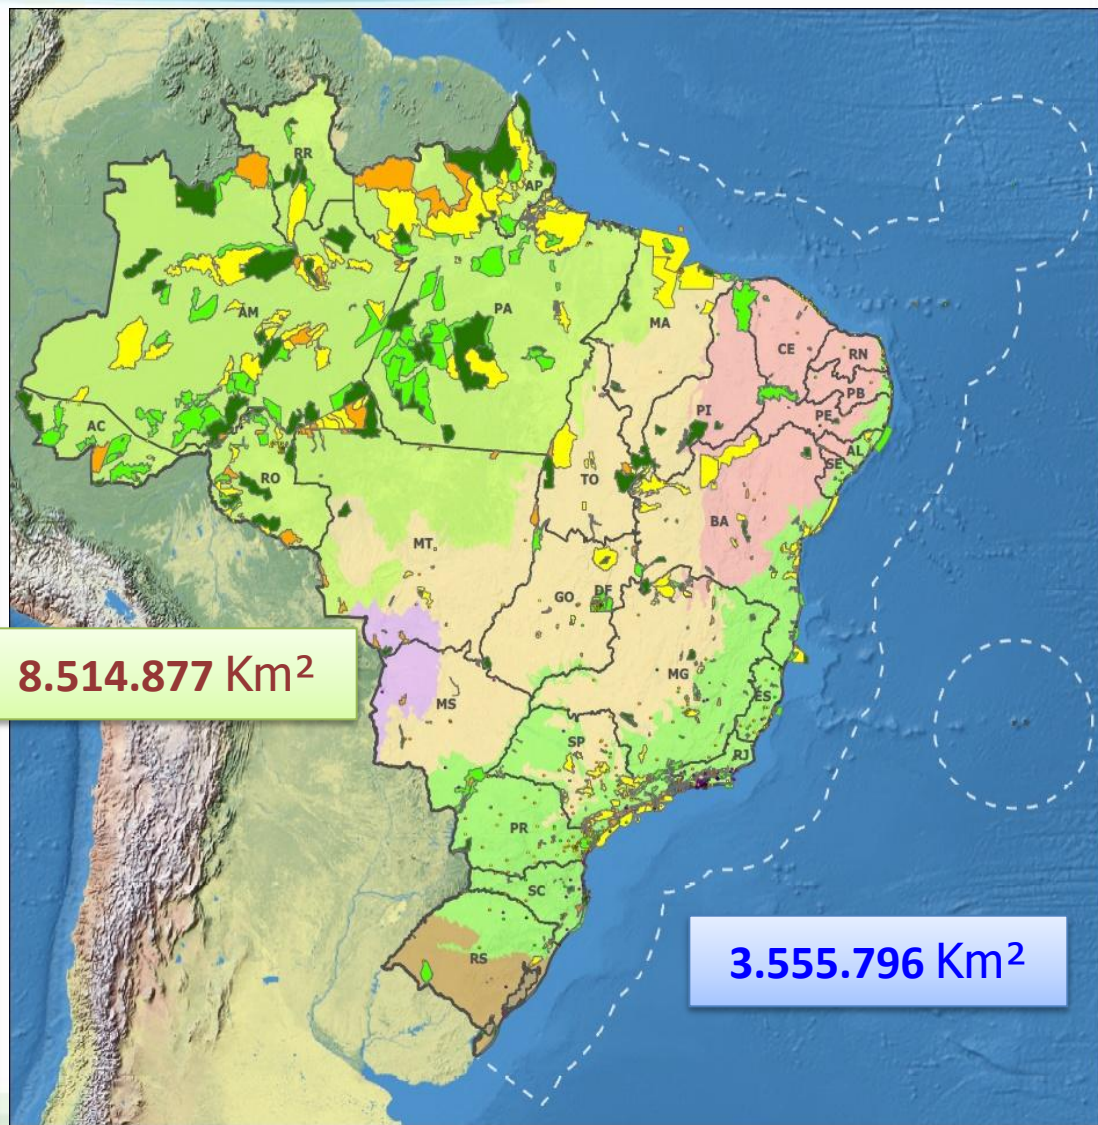 RR
AP
AM
PA
MA
CE
RN
PB
PE
PI
AL
SE
AC
RO
TO
BA
MT
GO
DF
8.514.877 Km²
MS
MG
ES
SP
RJ
PR
SC
3.555.796 Km²
RS